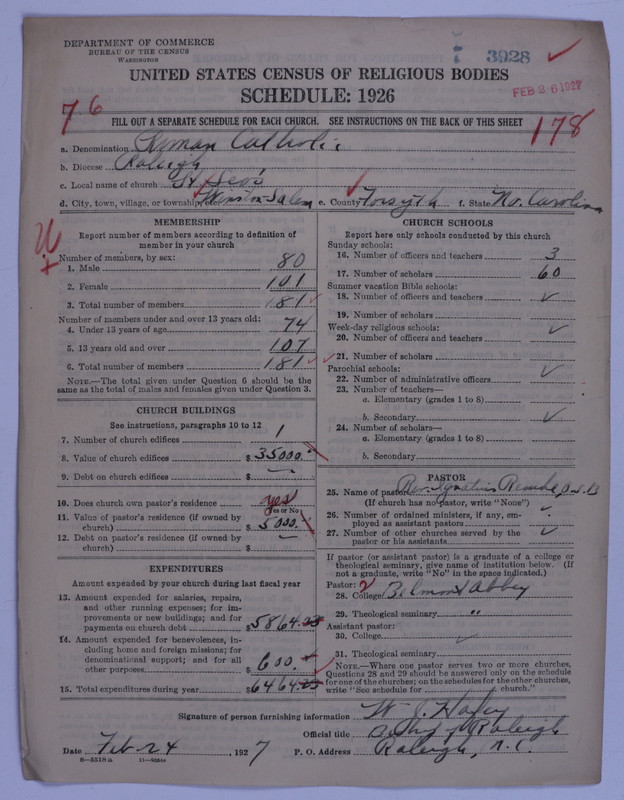 DEPARTMENT OF COMMERCE
BUREAU OF THE CENSUS
WASHINGTON
3928
UNITED STATES CENSUS OF RELIGIOUS BODIES
SCHEDULE: 1926
FEB 26 1927
76
FILL OUT A SEPARATE SCHEDULE FOR EACH CHURCH. SEE INSTRUCTIONS ON THE BACK OF THIS SHEET
178
a. Denomination Roman Catholic
b. Diocese Raleigh
c. Local name of church St Leo's
d. City, town, village, or township Winston-Salem e. County Forsyth f. State No. Carolina
MEMBERSHIP
Report number of members according to definition of
member in your church
Number of members, by sex:
1. Male 80
2. Female 101
3. Total number of members 181
Number of members under and over 13 years old:
4. Under 13 years of age 74
5. 13 years old and over 107
6. Total number of members 181
NOTE.—The total given under Question 6 should be the
same as the total of males and females given under Question 3.
CHURCH BUILDINGS
See instructions, paragraphs 10 to 12
7. Number of church edifices 1
8. Value of church edifices $ 35000.
9. Debt on church edifices $ —
10. Does church own pastor's residence yes
Yes or No
11. Value of pastor's residence (if owned by
church) $ 5000.
12. Debt on pastor's residence (if owned by
church) $ —
EXPENDITURES
Amount expended by your church during last fiscal year
13. Amount expended for salaries, repairs,
and other running expenses; for im-
provements or new buildings; and for
payments on church debt $ 5864.23
14. Amount expended for benevolences, in-
cluding home and foreign missions; for
denominational support; and for all
other purposes $ 600.
15. Total expenditures during year $ 6464.23
CHURCH SCHOOLS
Report here only schools conducted by this church
Sunday schools:
16. Number of officers and teachers 3
17. Number of scholars 60
Summer vacation Bible schools:
18. Number of officers and teachers
19. Number of scholars
Week-day religious schools:
20. Number of officers and teachers
21. Number of scholars
Parochial schools:
22. Number of administrative officers
23. Number of teachers—
a. Elementary (grades 1 to 8)
b. Secondary
24. Number of scholars—
a. Elementary (grades 1 to 8)
b. Secondary
PASTOR
25. Name of pastor Rev. Ignatius O.S.B
(If church has no pastor, write "None")
26. Number of ordained ministers, if any, em-
ployed as assistant pastors
27. Number of other churches served by the
pastor or his assistants
If pastor (or assistant pastor) is a graduate of a college or
theological seminary, give name of institution below. (If
not a graduate, write "No" in the space indicated.)
Pastor: 2
28. College Belmont Abbey
29. Theological seminary "
Assistant pastor:
30. College
31. Theological seminary
NOTE.—Where one pastor serves two or more churches,
Questions 28 and 29 should be answered only on the schedule
for one of the churches; on the schedules for the other churches,
write "See schedule for church."
Signature of person furnishing information W. J. Hafey
Official title Bishop of Raleigh
Date Feb-24 1927 P. O. Address Raleigh, N.C.
8—5518a 11—9864a